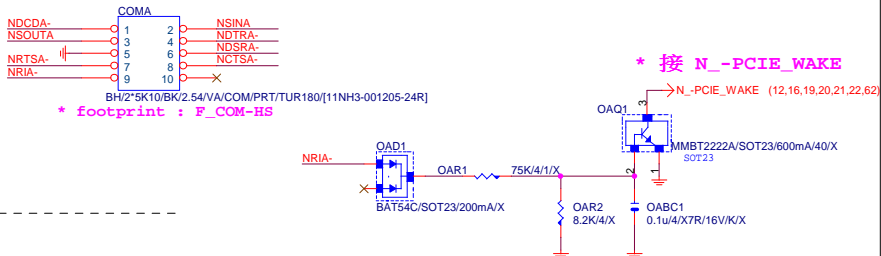 COMA
NDCDA- 1 2 NSINA
NSOUTA 3 4 NDTRA-
5 6 NDSRA-
NRTSA- 7 8 NCTSA-
NRIA- 9 10
BH/2*5K10/BK/2.54/VA/COM/PRT/TUR180/[11NH3-001205-24R]
* footprint : F_COM-HS
* 接 N_-PCIE_WAKE
N_-PCIE_WAKE (12,16,19,20,21,22,62)
OAQ1
3
MMBT2222A/SOT23/600mA/40/X
SOT23
2 1
NRIA-
OAD1
OAR1 75K/4/1/X
BAT54C/SOT23/200mA/X
OAR2
8.2K/4/X
OABC1
0.1u/4/X7R/16V/K/X